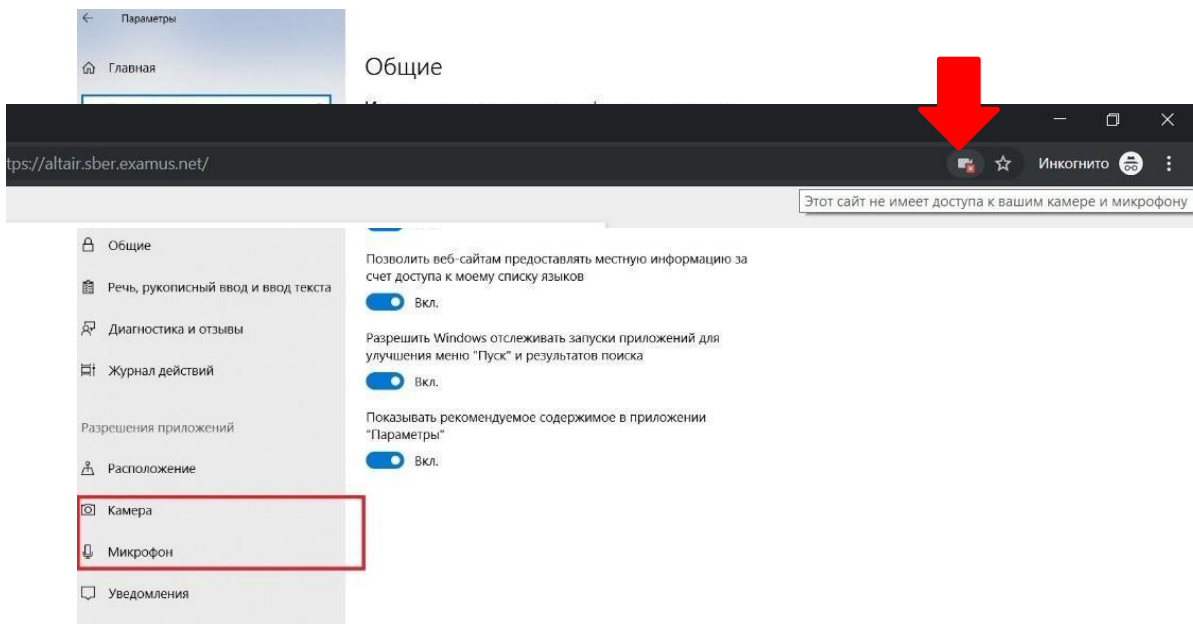 Параметры
Главная
Общие
tps://altair.sber.examus.net/
Инкогнито
Этот сайт не имеет доступа к вашим камере и микрофону
Общие
Речь, рукописный ввод и ввод текста
Диагностика и отзывы
Журнал действий
Разрешения приложений
Расположение
Камера
Микрофон
Уведомления
Позволить веб-сайтам предоставлять местную информацию за
счет доступа к моему списку языков
Вкл.
Разрешить Windows отслеживать запуски приложений для
улучшения меню "Пуск" и результатов поиска
Вкл.
Показывать рекомендуемое содержимое в приложении
"Параметры"
Вкл.